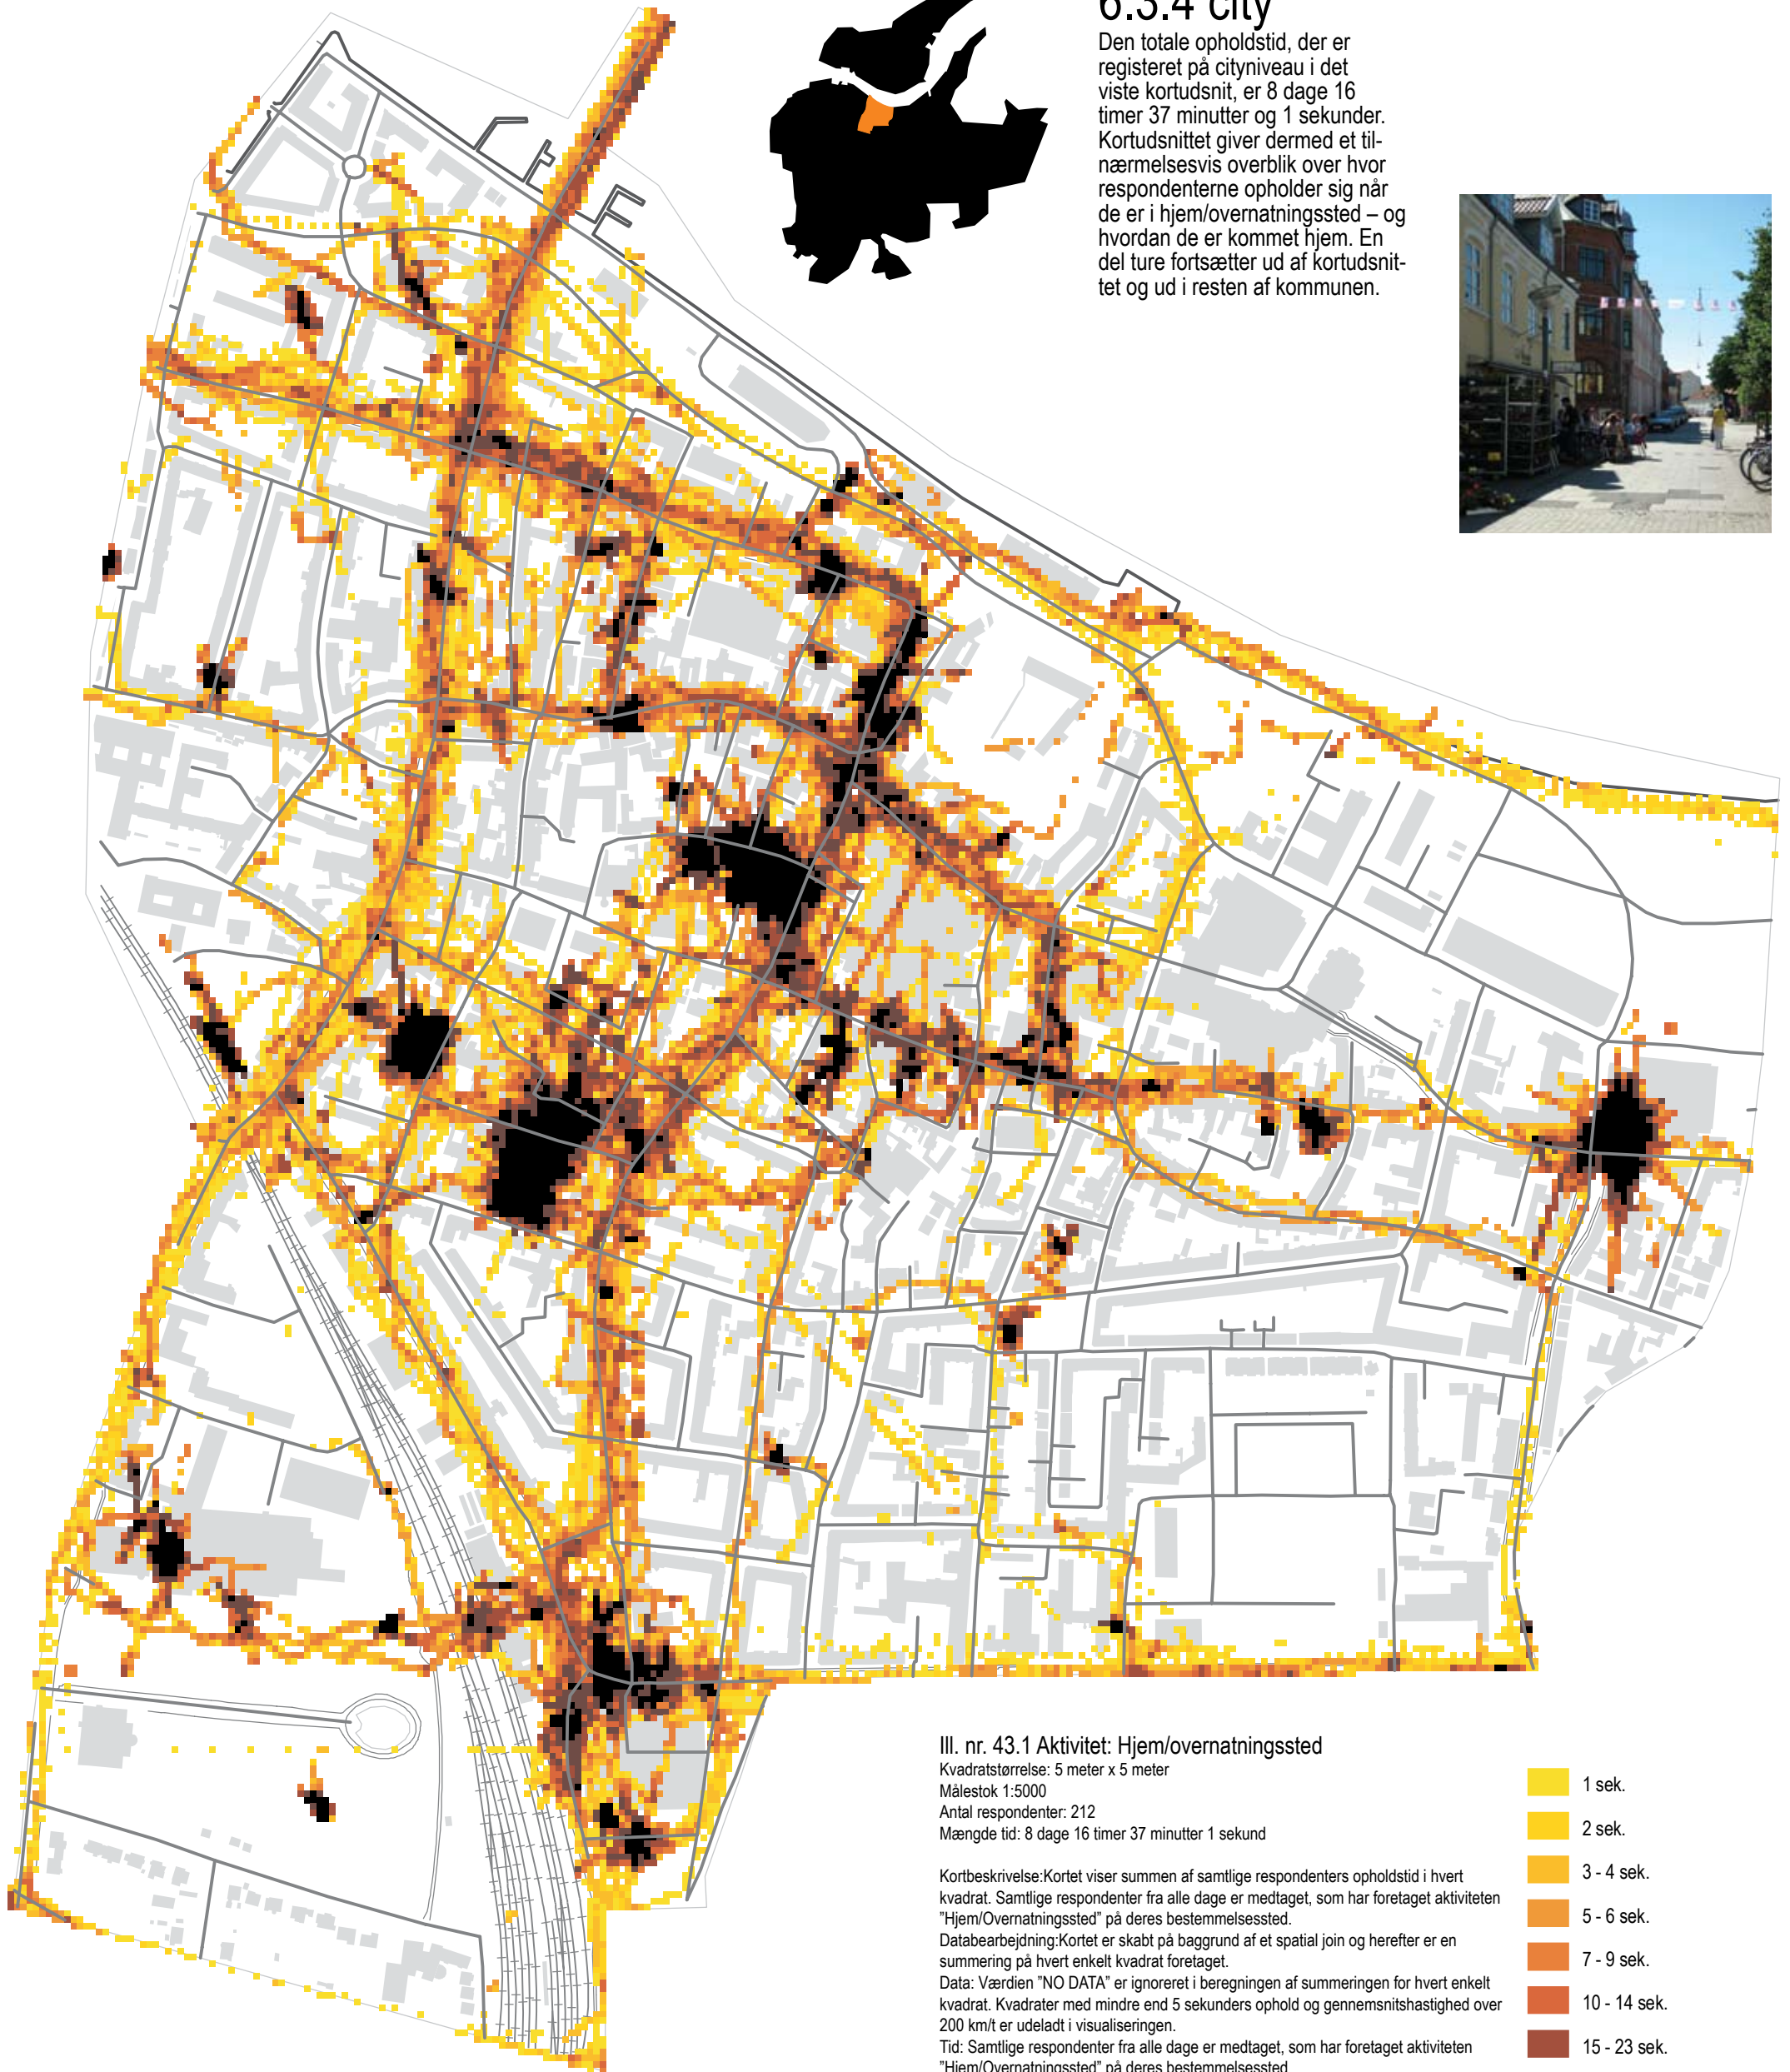 6.3.4 city
Den totale opholdstid, der er
registeret på cityniveau i det
viste kortudsnit, er 8 dage 16
timer 37 minutter og 1 sekunder.
Kortudsnittet giver dermed et til-
nærmelsesvis overblik over hvor
respondenterne opholder sig når
de er i hjem/overnatningssted – og
hvordan de er kommet hjem. En
del ture fortsætter ud af kortudsnit-
tet og ud i resten af kommunen.
Ill. nr. 43.1 Aktivitet: Hjem/overnatningssted
Kvadratstørrelse: 5 meter x 5 meter
Målestok 1:5000
Antal respondenter: 212
Mængde tid: 8 dage 16 timer 37 minutter 1 sekund
Kortbeskrivelse:Kortet viser summen af samtlige respondenters opholdstid i hvert
kvadrat. Samtlige respondenter fra alle dage er medtaget, som har foretaget aktiviteten
"Hjem/Overnatningssted" på deres bestemmelsessted.
Databearbejdning:Kortet er skabt på baggrund af et spatial join og herefter er en
summering på hvert enkelt kvadrat foretaget.
Data: Værdien "NO DATA" er ignoreret i beregningen af summeringen for hvert enkelt
kvadrat. Kvadrater med mindre end 5 sekunders ophold og gennemsnitshastighed over
200 km/t er udeladt i visualiseringen.
Tid: Samtlige respondenter fra alle dage er medtaget, som har foretaget aktiviteten
"Hjem/Overnatningssted" på deres bestemmelsessted.
1 sek.
2 sek.
3 - 4 sek.
5 - 6 sek.
7 - 9 sek.
10 - 14 sek.
15 - 23 sek.